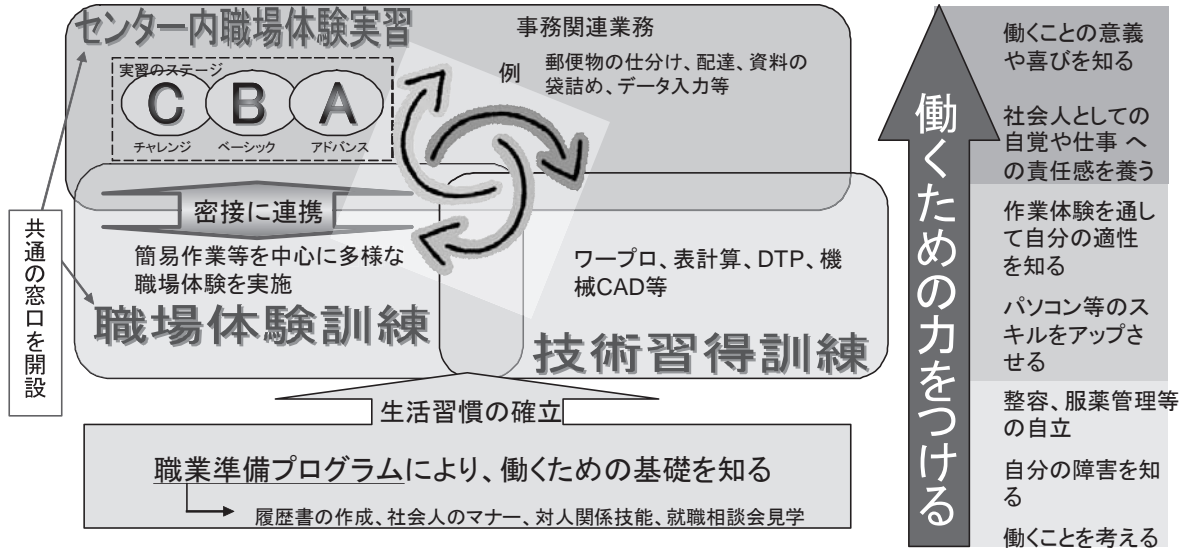 センター内職場体験実習
実習のステージ
C B A
チャレンジ ベーシック アドバンス
事務関連業務
例 郵便物の仕分け、配達、資料の
袋詰め、データ入力等
密接に連携
簡易作業等を中心に多様な
職場体験を実施
職場体験訓練
ワープロ、表計算、DTP、機
械CAD等
技術習得訓練
共通の窓口を開設
生活習慣の確立
職業準備プログラムにより、働くための基礎を知る
履歴書の作成、社会人のマナー、対人関係技能、就職相談会見学
働くための力をつける
働くことの意義
や喜びを知る
社会人としての
自覚や仕事 へ
の責任感を養う
作業体験を通し
て自分の適性
を知る
パソコン等のス
キルをアップさ
せる
整容、服薬管理等
の自立
自分の障害を知
る
働くことを考える